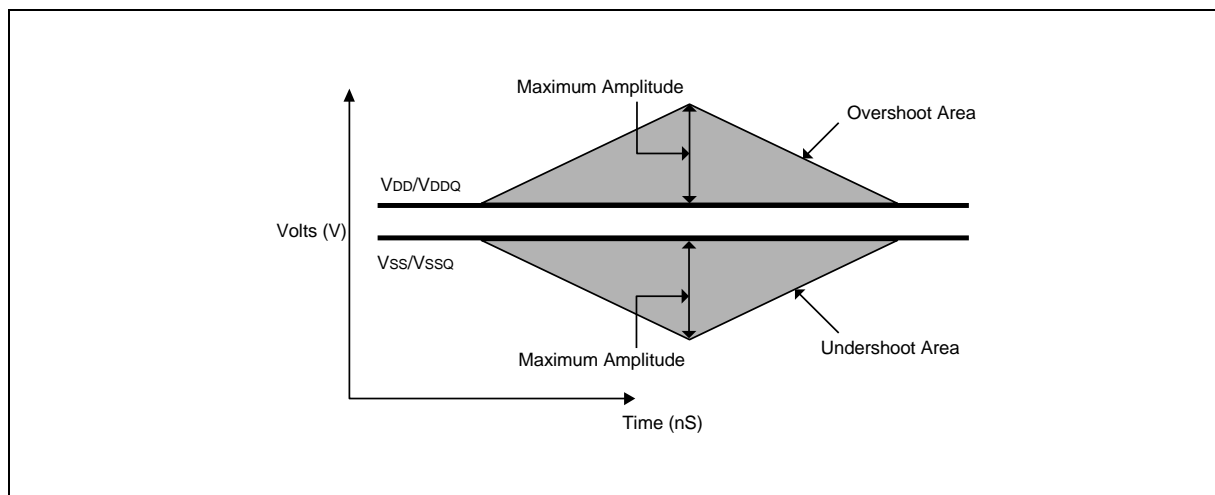 Maximum Amplitude
Overshoot Area
VDD/VDDQ
Volts (V)
VSS/VSSQ
Maximum Amplitude
Undershoot Area
Time (nS)